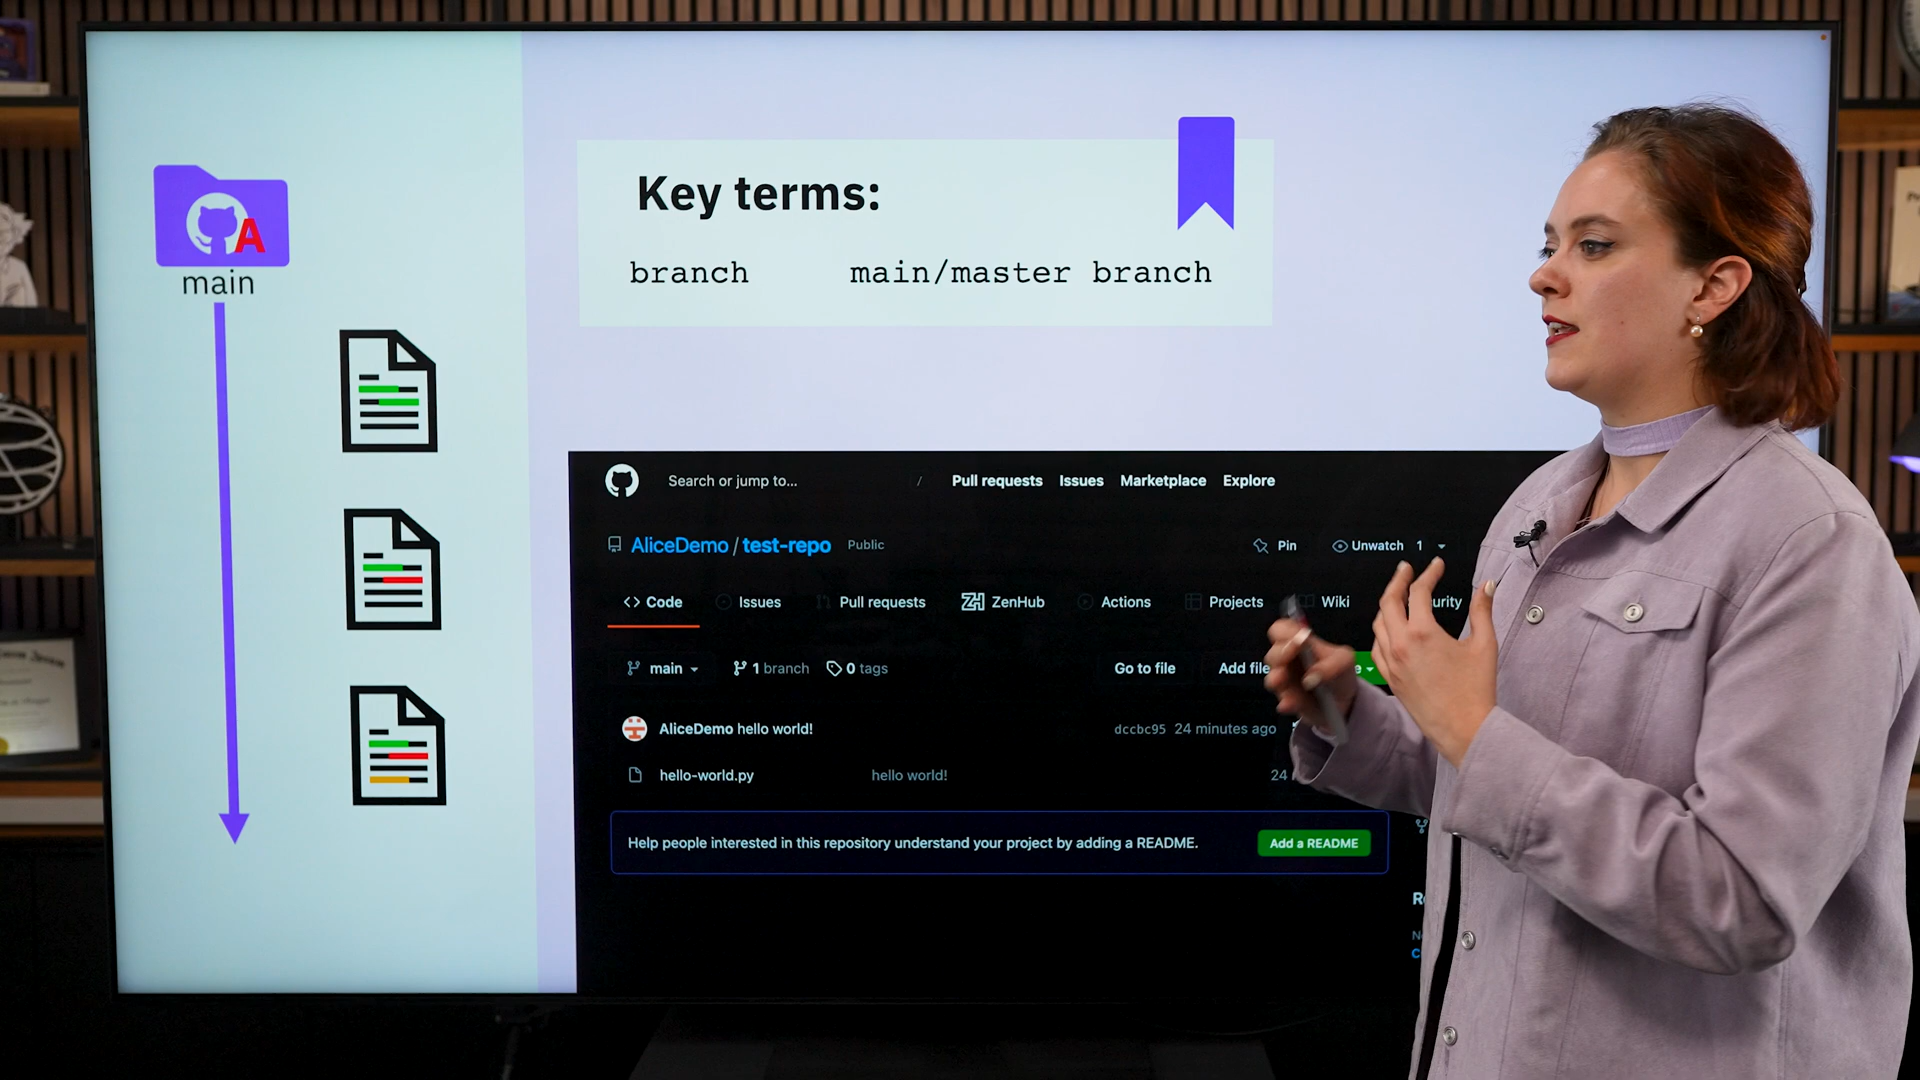 A
main
Key terms:
branch main/master branch
Search or jump to... / Pull requests Issues Marketplace Explore
AliceDemo / test-repo Public Pin Unwatch 1
<> Code Issues Pull requests ZH ZenHub Actions Projects Wiki urity
main 1 branch 0 tags Go to file Add file e
AliceDemo hello world! dccbc95 24 minutes ago
hello-world.py hello world! 24
Help people interested in this repository understand your project by adding a README. Add a README